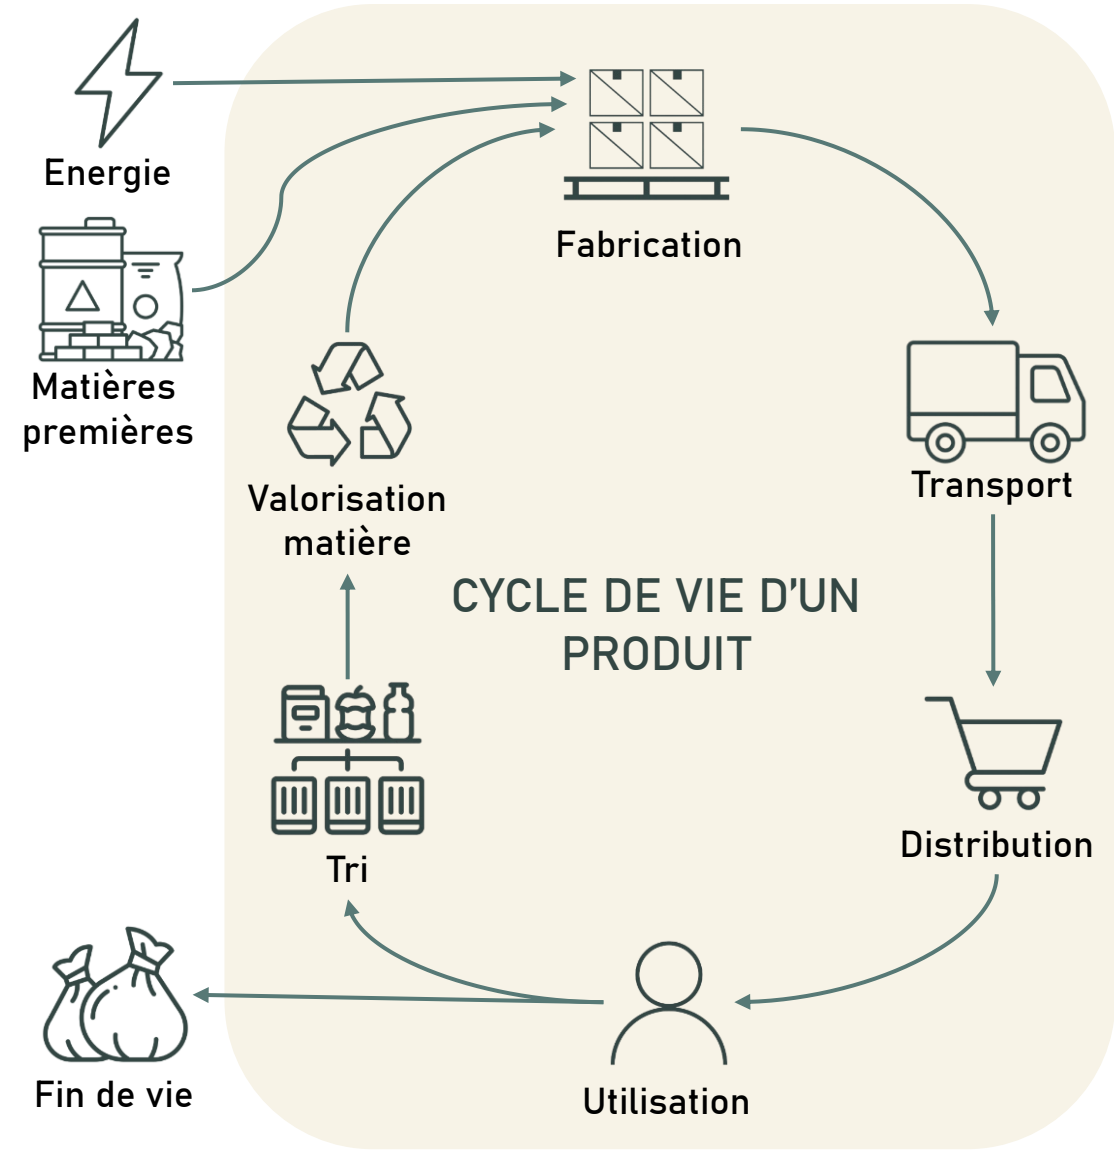 Energie
Fabrication
Matières
premières
Transport
Valorisation
matière
CYCLE DE VIE D'UN
PRODUIT
Distribution
Tri
Fin de vie
Utilisation